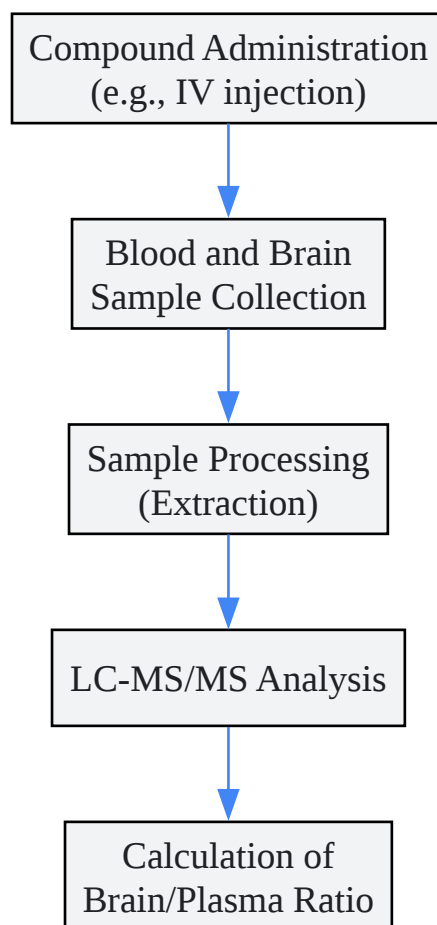 Compound Administration
(e.g., IV injection)
Blood and Brain
Sample Collection
Sample Processing
(Extraction)
LC-MS/MS Analysis
Calculation of
Brain/Plasma Ratio